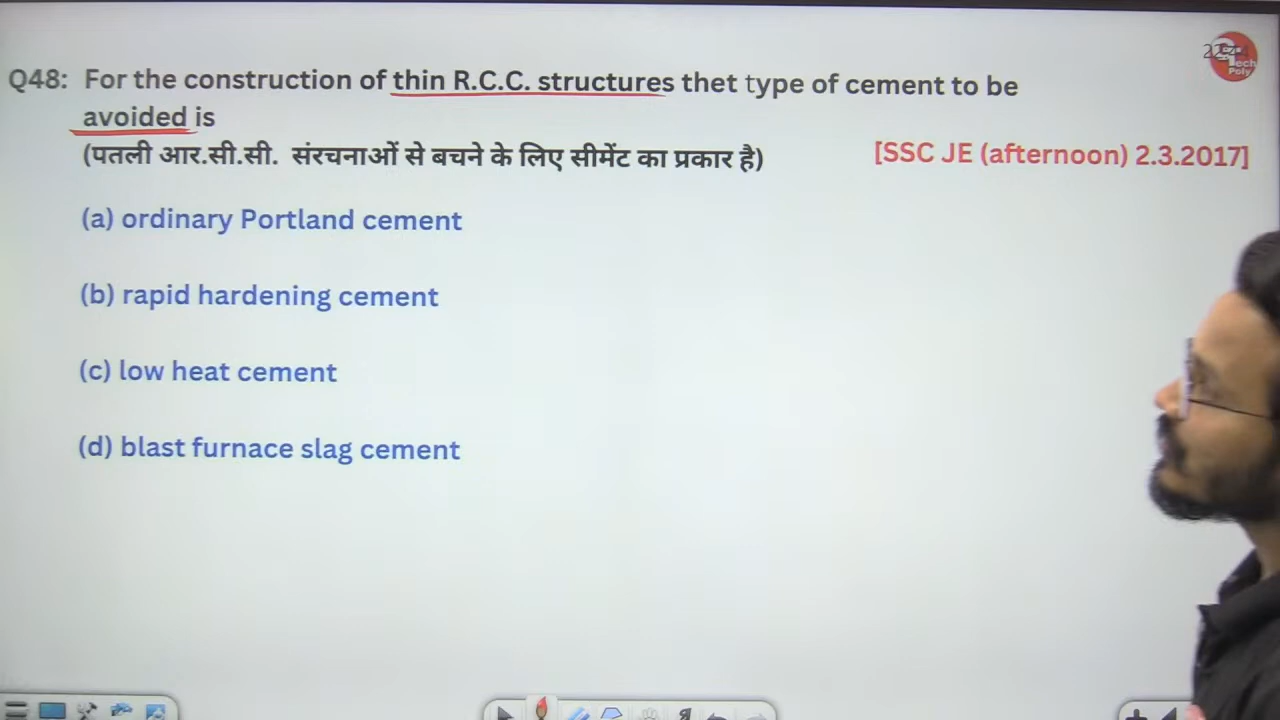 Q48: For the construction of thin R.C.C. structures thet type of cement to be
avoided is
(पतली आर.सी.सी. संरचनाओं से बचने के लिए सीमेंट का प्रकार है)
[SSC JE (afternoon) 2.3.2017]
(a) ordinary Portland cement
(b) rapid hardening cement
(c) low heat cement
(d) blast furnace slag cement
Tech
Poly